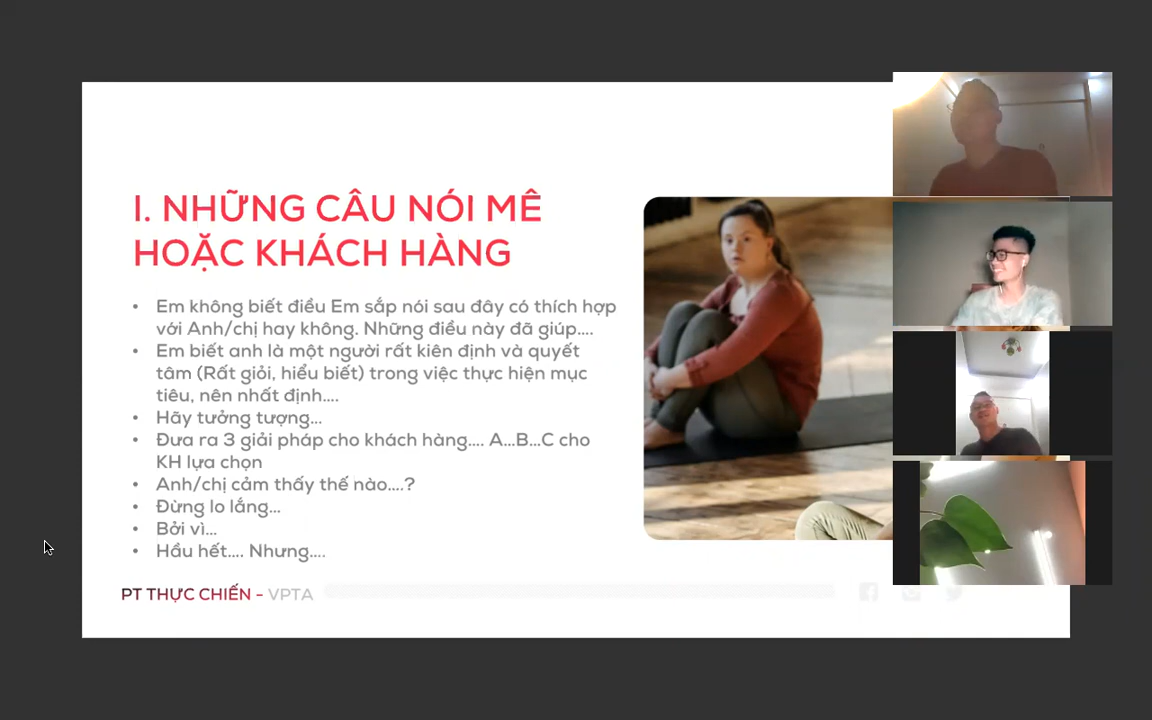 I. NHỮNG CÂU NÓI MÊ
HOẶC KHÁCH HÀNG
• Em không biết điều Em sắp nói sau đây có thích hợp
với Anh/chị hay không. Những điều này đã giúp....
• Em biết anh là một người rất kiên định và quyết
tâm (Rất giỏi, hiểu biết) trong việc thực hiện mục
tiêu, nên nhất định....
• Hãy tưởng tượng...
• Đưa ra 3 giải pháp cho khách hàng.... A...B...C cho
KH lựa chọn
• Anh/chị cảm thấy thế nào....?
• Đừng lo lắng...
• Bởi vì...
• Hầu hết.... Nhưng....
PT THỰC CHIẾN - VPTA